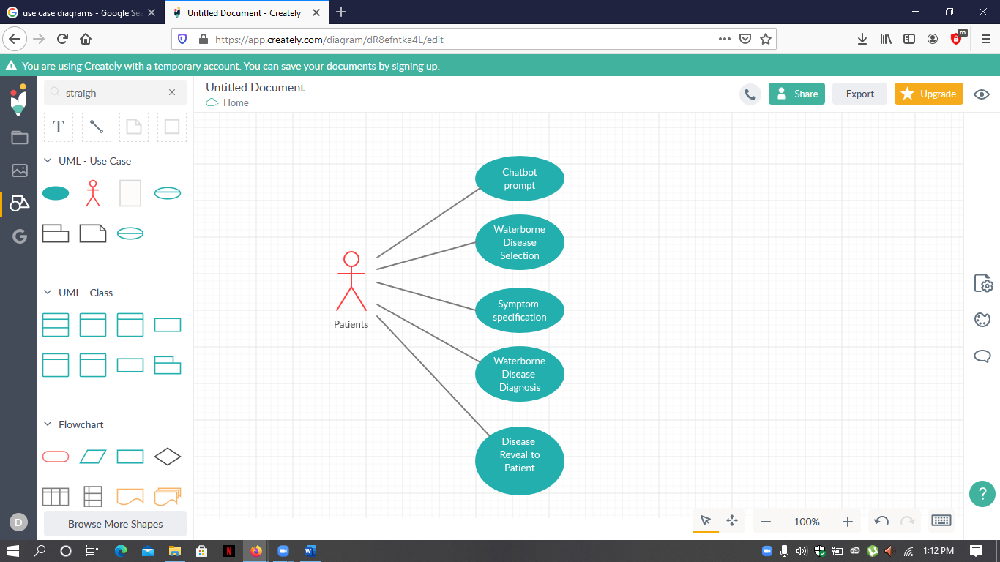 use case diagrams - Google Sea
Untitled Document - Creately
https://app.creately.com/diagram/dR8efntka4L/edit
∞
You are using Creately with a temporary account. You can save your documents by signing up.
straigh
Untitled Document
Home
Share
Export
Upgrade
T
UML - Use Case
UML - Class
Flowchart
Browse More Shapes
G
D
Chatbot
prompt
Waterborne
Disease
Selection
Symptom
specification
Waterborne
Disease
Diagnosis
Disease
Reveal to
Patient
Patients
?
100%
N
W
1:12 PM